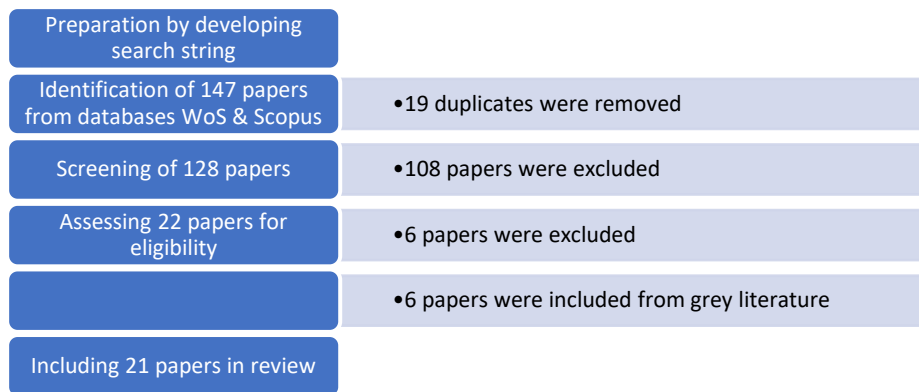 Preparation by developing
search string
Identification of 147 papers
from databases WoS & Scopus
•19 duplicates were removed
Screening of 128 papers
•108 papers were excluded
Assessing 22 papers for
eligibility
•6 papers were excluded
•6 papers were included from grey literature
Including 21 papers in review